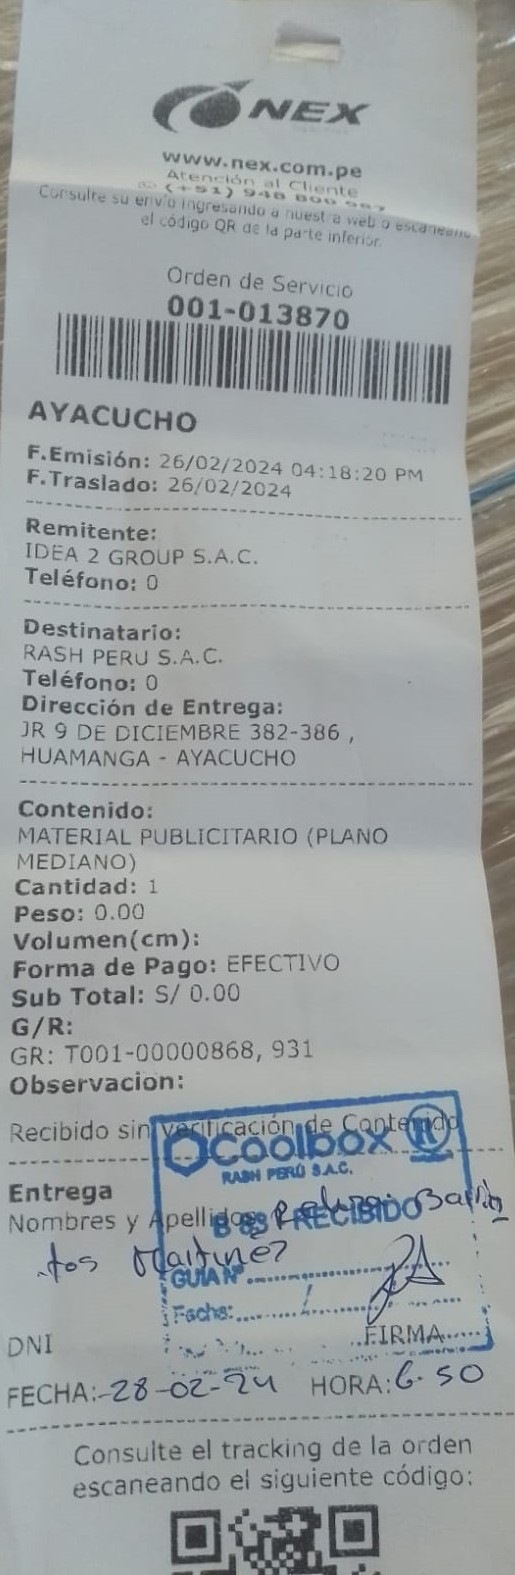 NEX
www.nex.com.pe
Atención al Cliente
(+51) 948 800
Consulte su envío ingresando a nuestra web o escaneando
el código QR de la parte inferior.
Orden de Servicio
001-013870
AYACUCHO
F.Emisión: 26/02/2024 04:18:20 PM
F.Traslado: 26/02/2024
Remitente:
IDEA 2 GROUP S.A.C.
Teléfono: 0
Destinatario:
RASH PERU S.A.C.
Teléfono: 0
Dirección de Entrega:
JR 9 DE DICIEMBRE 382-386 ,
HUAMANGA - AYACUCHO
Contenido:
MATERIAL PUBLICITARIO (PLANO
MEDIANO)
Cantidad: 1
Peso: 0.00
Volumen(cm):
Forma de Pago: EFECTIVO
Sub Total: S/ 0.00
G/R:
GR: T001-00000868, 931
Observacion:
Recibido sin verificación de Contenido
coolbox ®
RASH PERÚ S.A.C.
Entrega
Nombres y Apellidos
RECIBIDO
GUIA N°
Fecha:
DNI
FIRMA
FECHA: 28-02-24 HORA: 6.50
Consulte el tracking de la orden
escaneando el siguiente código: